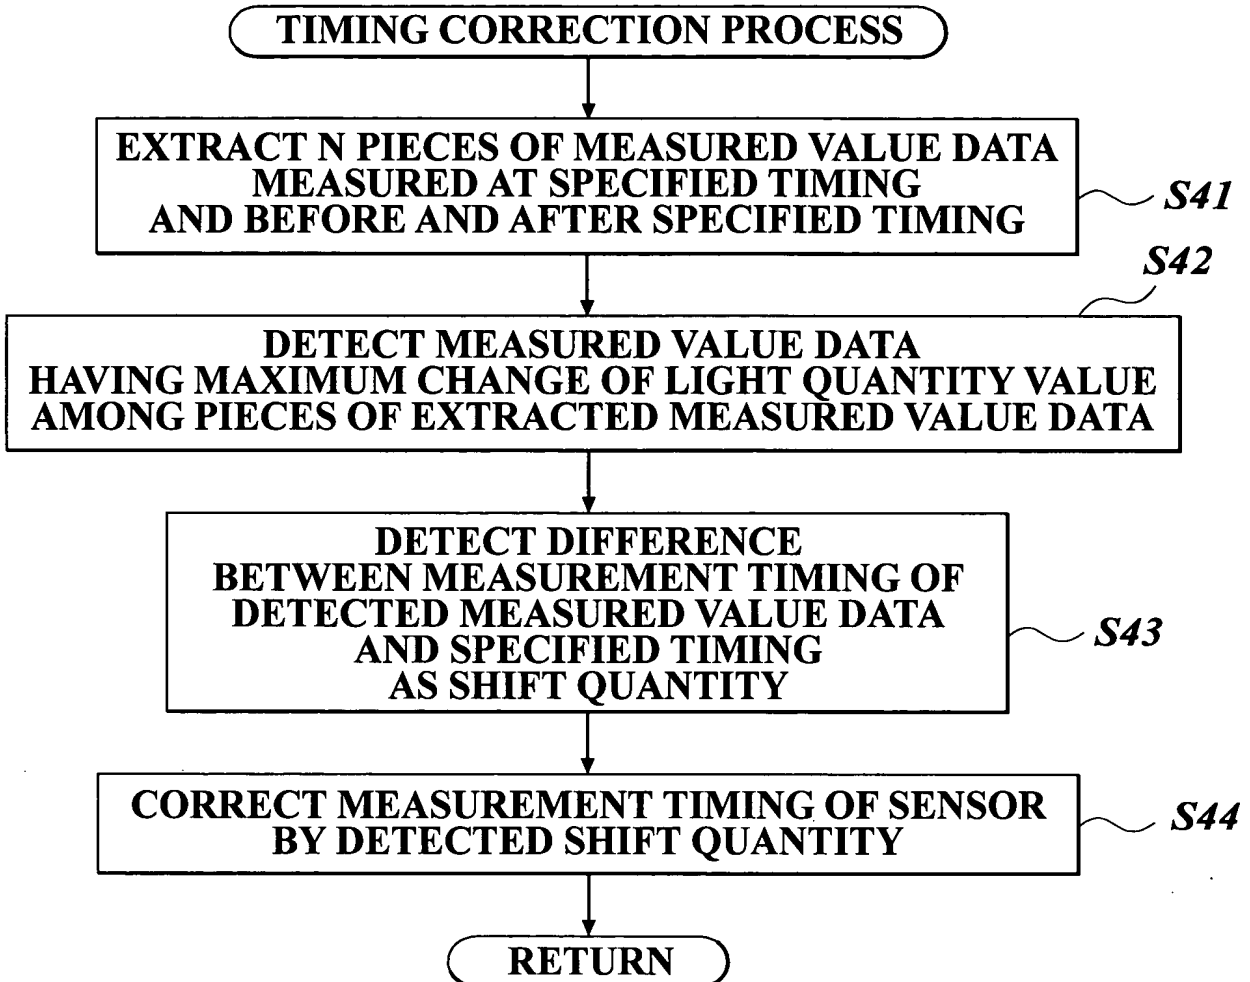 TIMING CORRECTION PROCESS
EXTRACT N PIECES OF MEASURED VALUE DATA
MEASURED AT SPECIFIED TIMING
AND BEFORE AND AFTER SPECIFIED TIMING
S41
S42
DETECT MEASURED VALUE DATA
HAVING MAXIMUM CHANGE OF LIGHT QUANTITY VALUE
AMONG PIECES OF EXTRACTED MEASURED VALUE DATA
DETECT DIFFERENCE
BETWEEN MEASUREMENT TIMING OF
DETECTED MEASURED VALUE DATA
AND SPECIFIED TIMING
AS SHIFT QUANTITY
S43
CORRECT MEASUREMENT TIMING OF SENSOR
BY DETECTED SHIFT QUANTITY
S44
RETURN